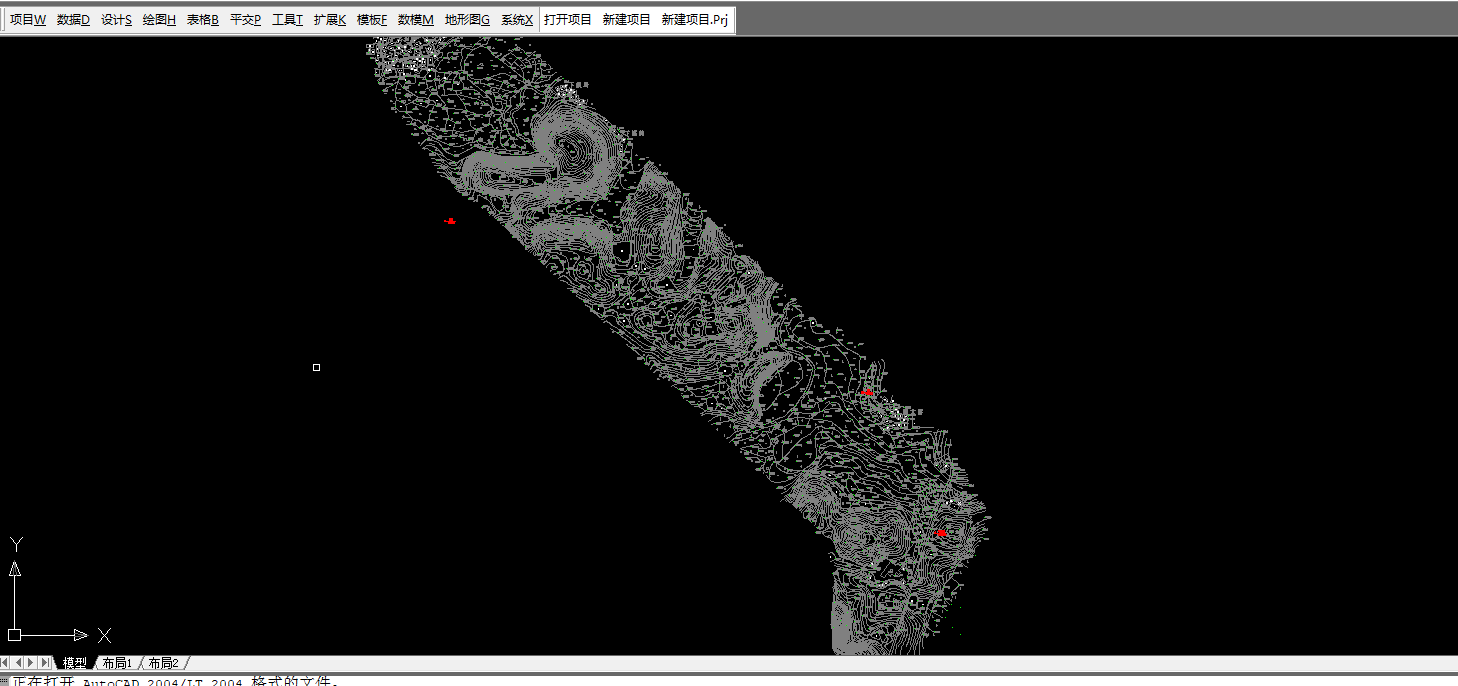 项目W 数据D 设计S 绘图H 表格B 平交P 工具T 扩展K 模板F 数模M 地形图G 系统X 打开项目 新建项目 新建项目.Prj
Y
X
模型 布局1 布局2
正在打开 AutoCAD 2004/LT 2004 格式的文件。